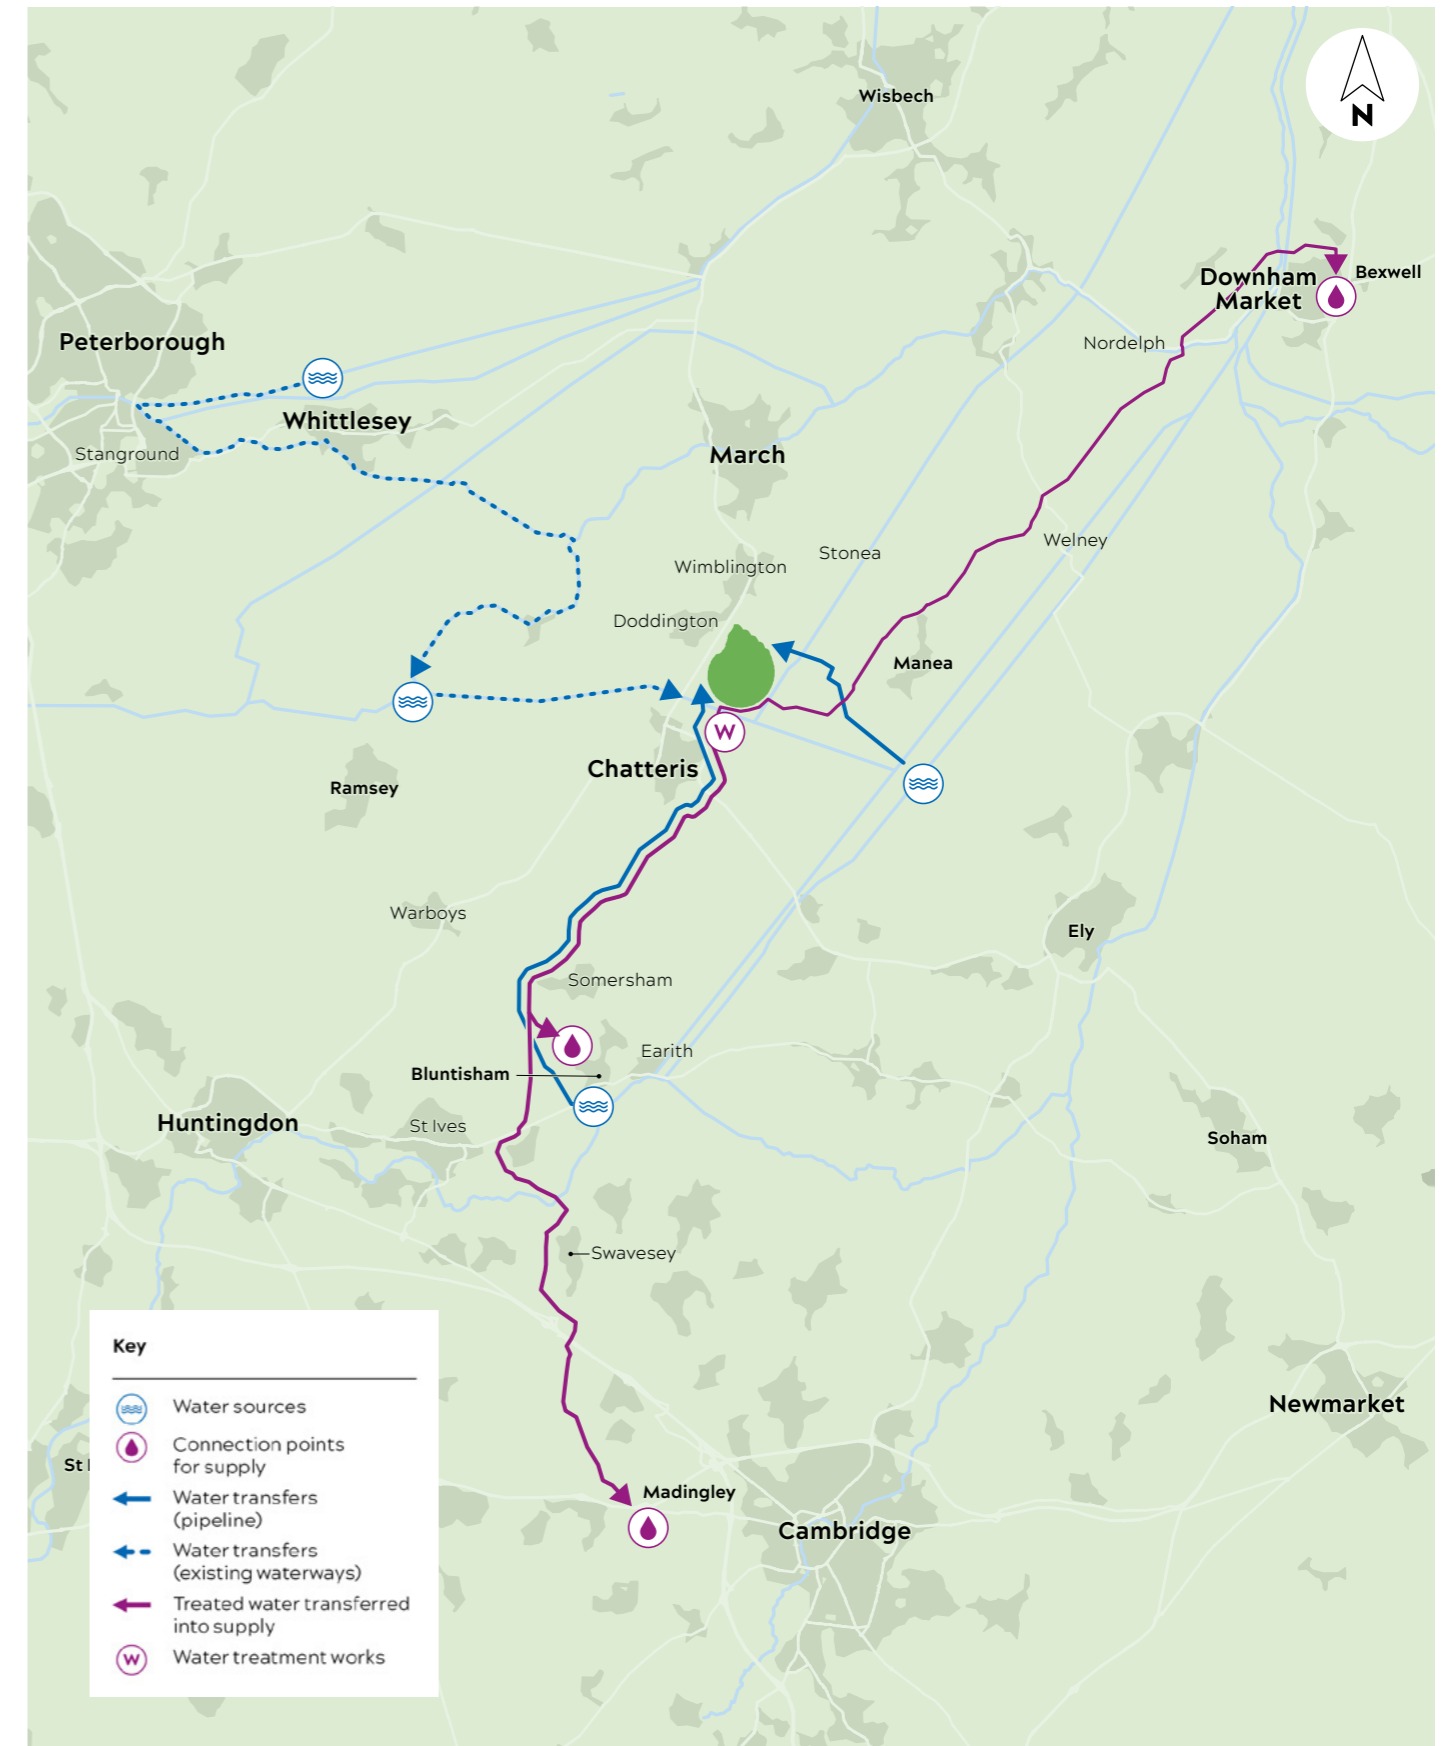 Wisbech
N
Bexwell
Downham
Market
Nordelph
Peterborough
Whittlesey
Stanground
March
Stonea
Welney
Wimblington
Doddington
Manea
W
Chatteris
Ramsey
Warboys
Ely
Somersham
Earith
Bluntisham
Huntingdon
St Ives
Soham
Swavesey
Key
Water sources
Connection points
for supply
Water transfers
(pipeline)
Water transfers
(existing waterways)
Treated water transferred
into supply
W
Water treatment works
Newmarket
St
Madingley
Cambridge